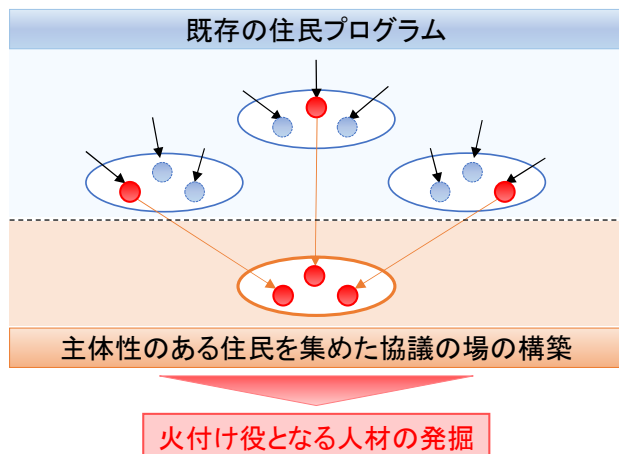 既存の住民プログラム
主体性のある住民を集めた協議の場の構築
火付け役となる人材の発掘